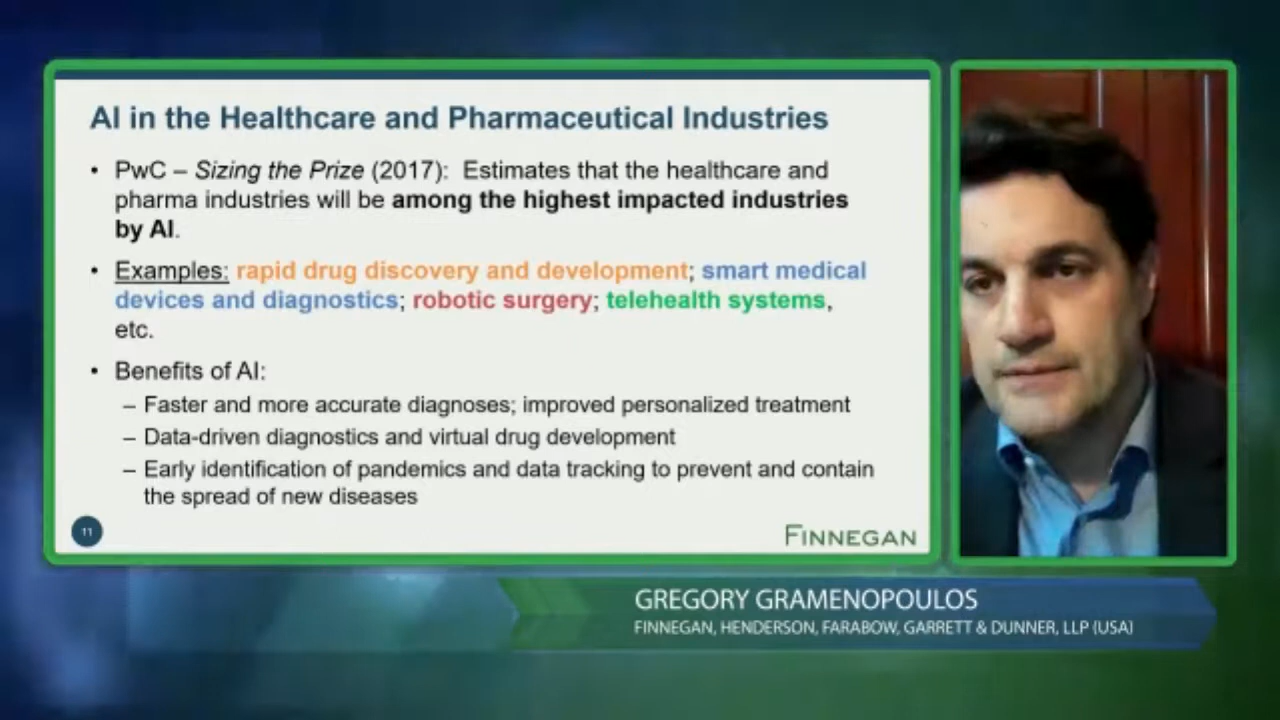 AI in the Healthcare and Pharmaceutical Industries
• PwC – Sizing the Prize (2017): Estimates that the healthcare and
pharma industries will be among the highest impacted industries
by AI.
• Examples: rapid drug discovery and development; smart medical
devices and diagnostics; robotic surgery; telehealth systems,
etc.
• Benefits of AI:
– Faster and more accurate diagnoses; improved personalized treatment
– Data-driven diagnostics and virtual drug development
– Early identification of pandemics and data tracking to prevent and contain
the spread of new diseases
11
FINNEGAN
GREGORY GRAMENOPOULOS
FINNEGAN, HENDERSON, FARABOW, GARRETT & DUNNER, LLP (USA)